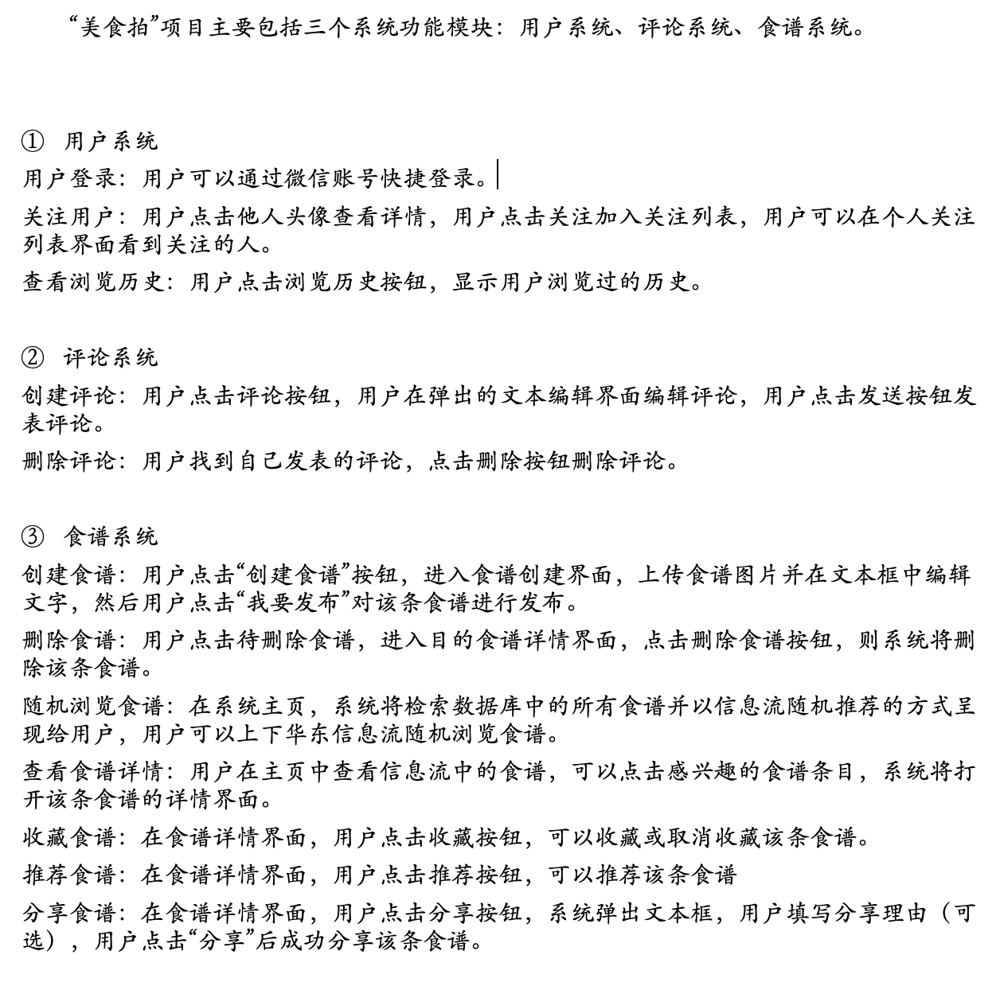 “美食拍”项目主要包括三个系统功能模块：用户系统、评论系统、食谱系统。
① 用户系统
用户登录：用户可以通过微信账号快捷登录。
关注用户：用户点击他人头像查看详情，用户点击关注加入关注列表，用户可以在个人关注
列表界面看到关注的人。
查看浏览历史：用户点击浏览历史按钮，显示用户浏览过的历史。
② 评论系统
创建评论：用户点击评论按钮，用户在弹出的文本编辑界面编辑评论，用户点击发送按钮发
表评论。
删除评论：用户找到自己发表的评论，点击删除按钮删除评论。
③ 食谱系统
创建食谱：用户点击“创建食谱”按钮，进入食谱创建界面，上传食谱图片并在文本框中编辑
文字，然后用户点击“我要发布”对该条食谱进行发布。
删除食谱：用户点击待删除食谱，进入目的食谱详情界面，点击删除食谱按钮，则系统将删
除该条食谱。
随机浏览食谱：在系统主页，系统将检索数据库中的所有食谱并以信息流随机推荐的方式呈
现给用户，用户可以上下华东信息流随机浏览食谱。
查看食谱详情：用户在主页中查看信息流中的食谱，可以点击感兴趣的食谱条目，系统将打
开该条食谱的详情界面。
收藏食谱：在食谱详情界面，用户点击收藏按钮，可以收藏或取消收藏该条食谱。
推荐食谱：在食谱详情界面，用户点击推荐按钮，可以推荐该条食谱
分享食谱：在食谱详情界面，用户点击分享按钮，系统弹出文本框，用户填写分享理由（可
选），用户点击“分享”后成功分享该条食谱。